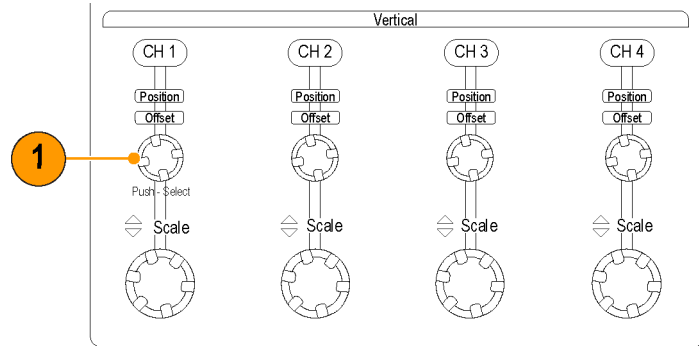 Vertical
CH 1 CH 2 CH 3 CH 4
Position Position Position Position
Offset Offset Offset Offset
1
Push - Select
Scale Scale Scale Scale